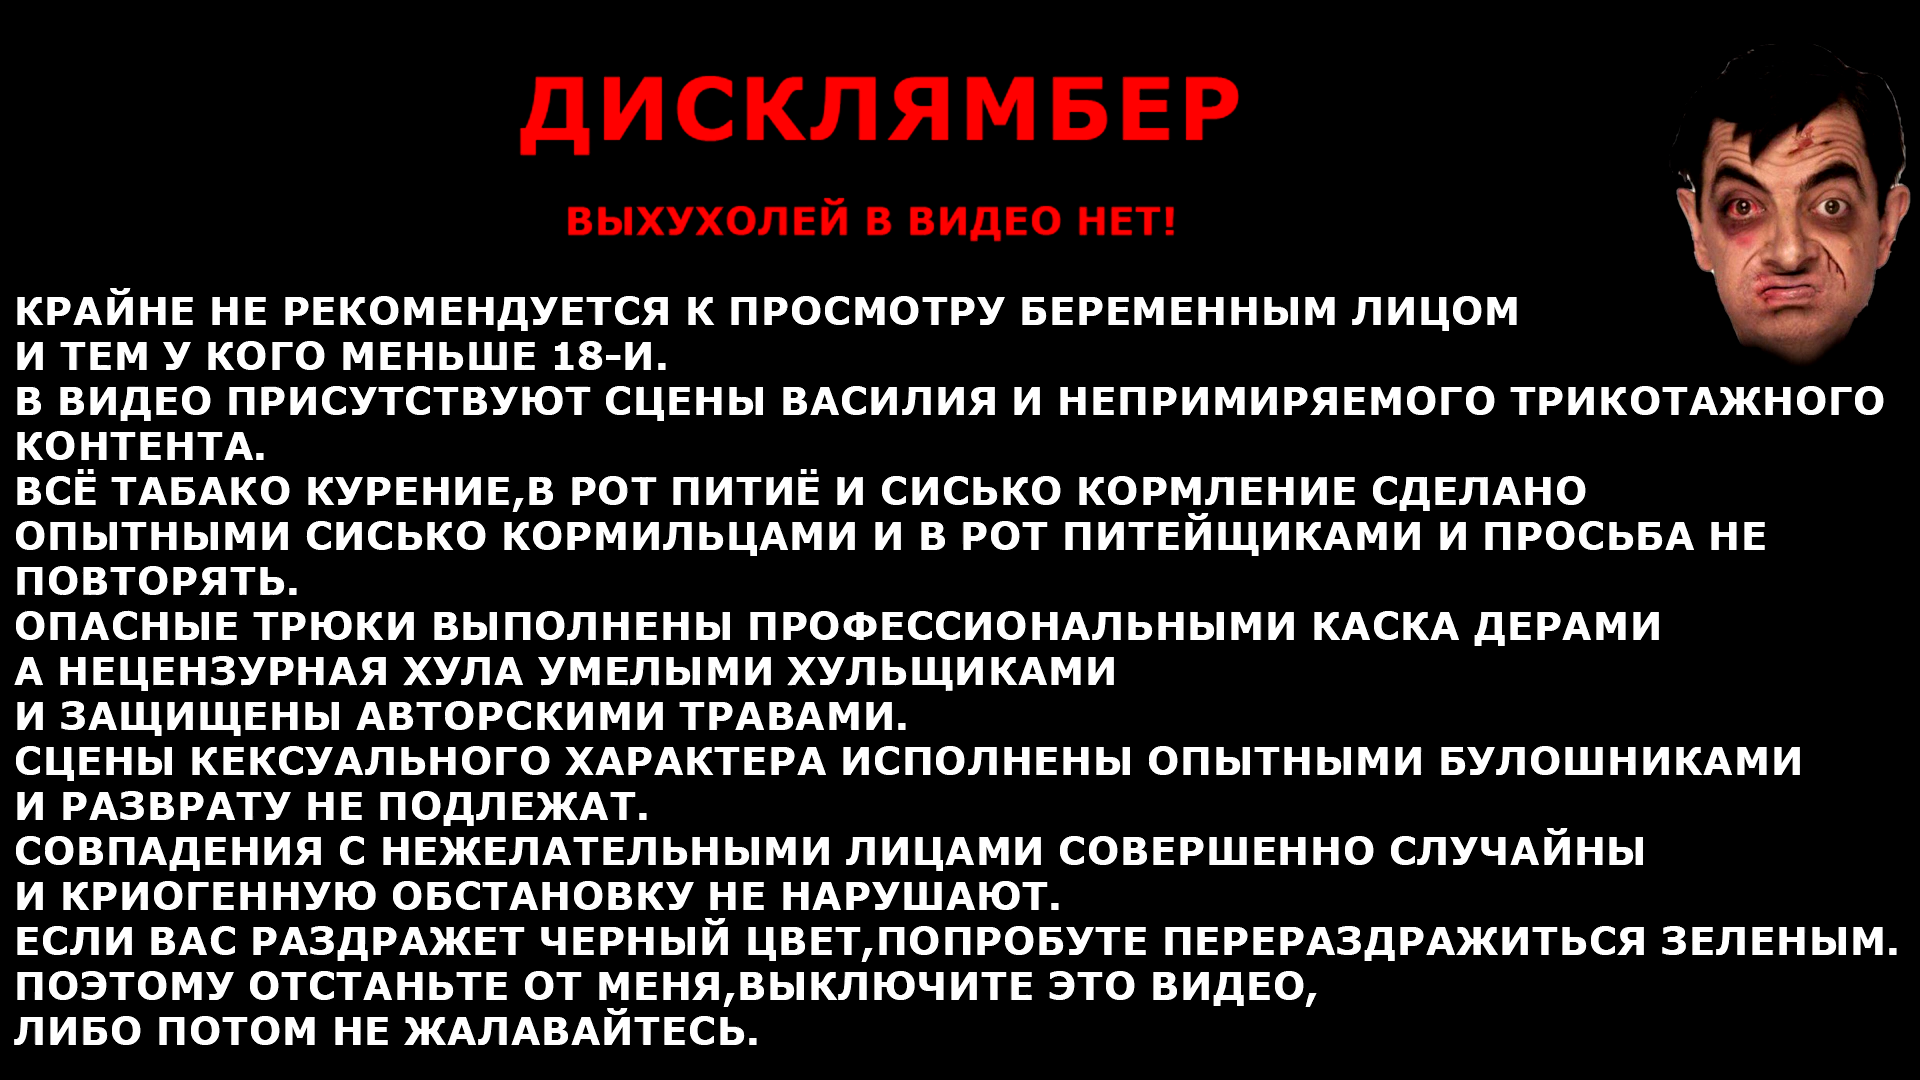 ДИСКЛЯМБЕР
ВЫХУХОЛЕЙ В ВИДЕО НЕТ!
КРАЙНЕ НЕ РЕКОМЕНДУЕТСЯ К ПРОСМОТРУ БЕРЕМЕННЫМ ЛИЦОМ
И ТЕМ У КОГО МЕНЬШЕ 18-И.
В ВИДЕО ПРИСУТСТВУЮТ СЦЕНЫ ВАСИЛИЯ И НЕПРИМИРЯЕМОГО ТРИКОТАЖНОГО
КОНТЕНТА.
ВСЁ ТАБАКО КУРЕНИЕ,В РОТ ПИТИЁ И СИСЬКО КОРМЛЕНИЕ СДЕЛАНО
ОПЫТНЫМИ СИСЬКО КОРМИЛЬЦАМИ И В РОТ ПИТЕЙЩИКАМИ И ПРОСЬБА НЕ
ПОВТОРЯТЬ.
ОПАСНЫЕ ТРЮКИ ВЫПОЛНЕНЫ ПРОФЕССИОНАЛЬНЫМИ КАСКА ДЕРАМИ
А НЕЦЕНЗУРНАЯ ХУЛА УМЕЛЫМИ ХУЛЬЩИКАМИ
И ЗАЩИЩЕНЫ АВТОРСКИМИ ТРАВАМИ.
СЦЕНЫ КЕКСУАЛЬНОГО ХАРАКТЕРА ИСПОЛНЕНЫ ОПЫТНЫМИ БУЛОШНИКАМИ
И РАЗВРАТУ НЕ ПОДЛЕЖАТ.
СОВПАДЕНИЯ С НЕЖЕЛАТЕЛЬНЫМИ ЛИЦАМИ СОВЕРШЕННО СЛУЧАЙНЫ
И КРИОГЕННУЮ ОБСТАНОВКУ НЕ НАРУШАЮТ.
ЕСЛИ ВАС РАЗДРАЖЕТ ЧЕРНЫЙ ЦВЕТ,ПОПРОБУТЕ ПЕРЕРАЗДРАЖИТЬСЯ ЗЕЛЕНЫМ.
ПОЭТОМУ ОТСТАНЬТЕ ОТ МЕНЯ,ВЫКЛЮЧИТЕ ЭТО ВИДЕО,
ЛИБО ПОТОМ НЕ ЖАЛАВАЙТЕСЬ.